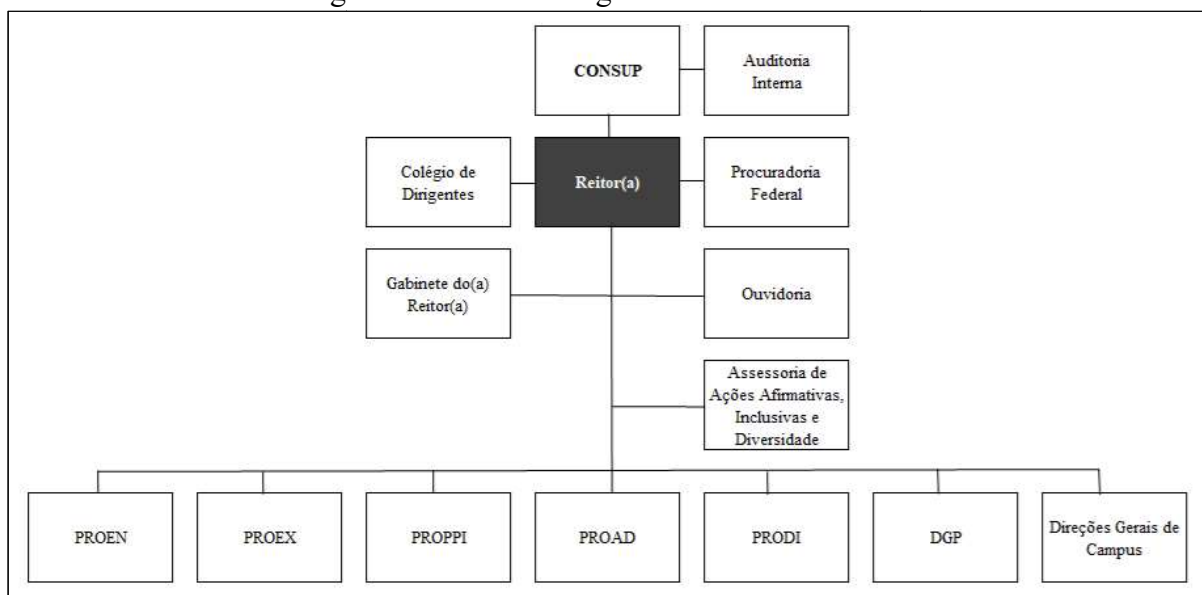 CONSUP
Auditoria
Interna
Colégio de
Dirigentes
Reitor(a)
Procuradoria
Federal
Gabinete do(a)
Reitor(a)
Ouvidoria
Assessoria de
Ações Afirmativas,
Inclusivas e
Diversidade
PROEN
PROEX
PROPPI
PROAD
PRODI
DGP
Direções Gerais de
Campus